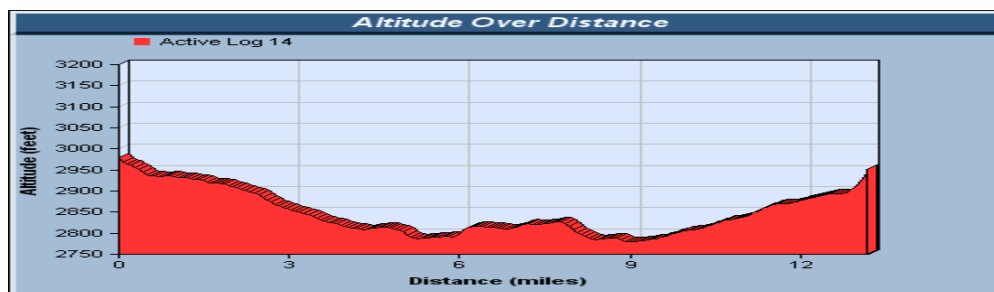 Altitude Over Distance
Active Log 14
3200
3150
3100
3050
3000
2950
2900
2850
2800
2750
Altitude (feet)
0 3 6 9 12
Distance (miles)